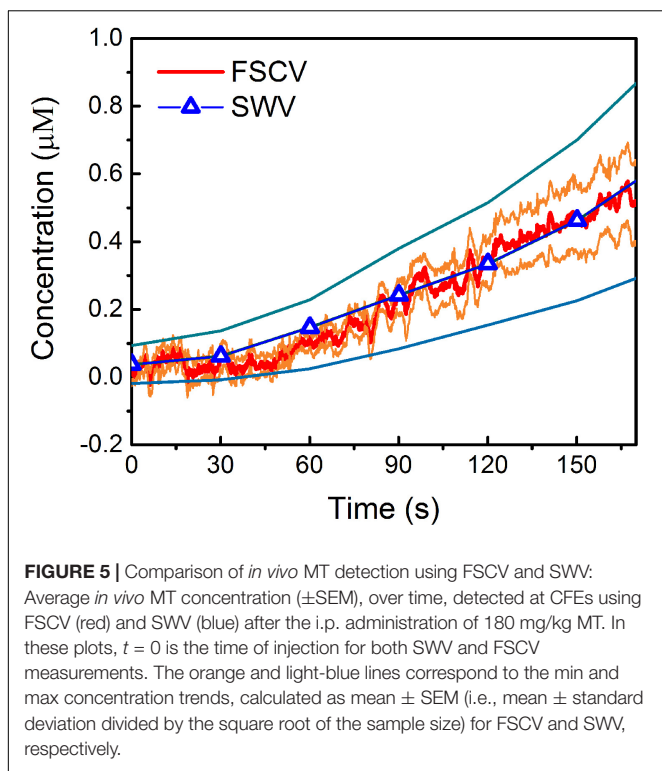 1.0
0.8
0.6
0.4
0.2
0.0
-0.2
Concentration (µM)
FSCV
SWV
0 30 60 90 120 150
Time (s)
FIGURE 5 | Comparison of in vivo MT detection using FSCV and SWV:
Average in vivo MT concentration (±SEM), over time, detected at CFEs using
FSCV (red) and SWV (blue) after the i.p. administration of 180 mg/kg MT. In
these plots, t = 0 is the time of injection for both SWV and FSCV
measurements. The orange and light-blue lines correspond to the min and
max concentration trends, calculated as mean ± SEM (i.e., mean ± standard
deviation divided by the square root of the sample size) for FSCV and SWV,
respectively.